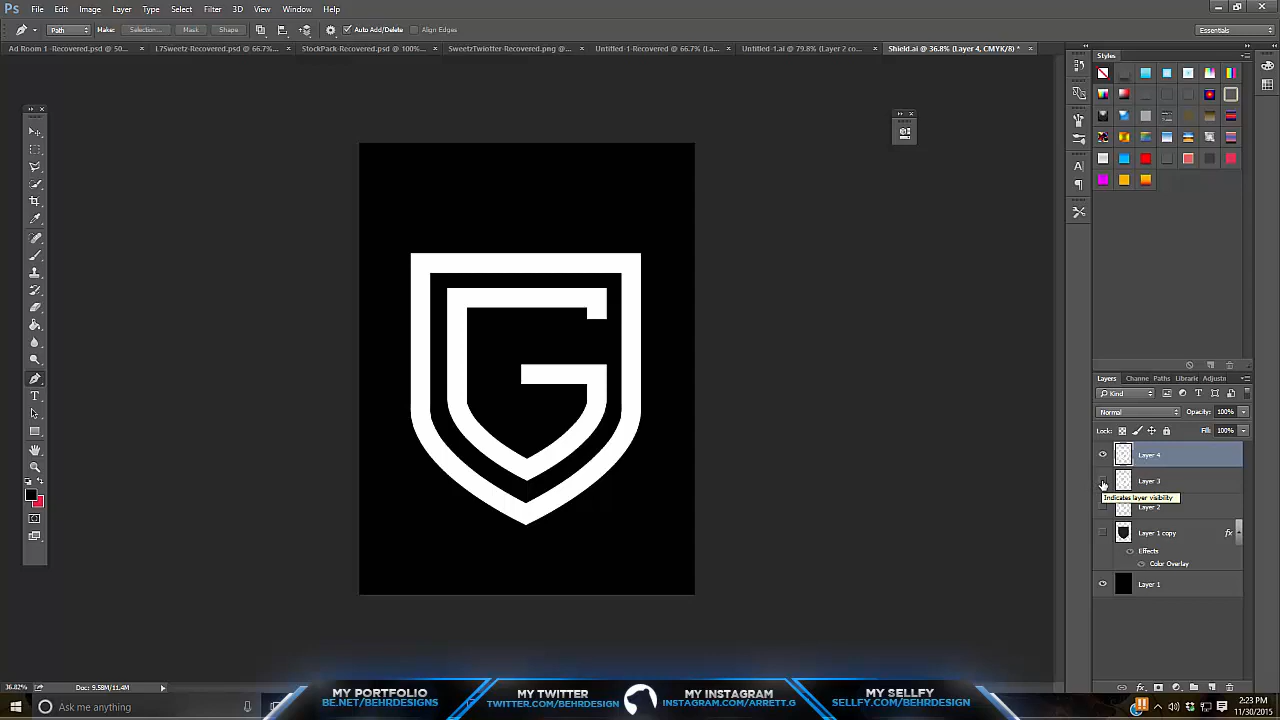 Ps File Edit Image Layer Type Select Filter 3D View Window Help
Path Make: Selection... Mask Shape Auto Add/Delete Align Edges Essentials
Ad Room 1-Recovered.psd @ 50... L7Sweetz-Recovered.psd @ 66.7%... StockPack-Recovered.psd @ 100%... SweetzTwiotter-Recovered.png @... Untitled-1-Recovered @ 66.7% (La... Untitled-1.ai @ 79.8% (Layer 2 co... Shield.ai @ 36.8% (Layer 4, CMYK/8) *
Styles
G
Layers Channe Paths Librarie Adjustm
Kind
Normal Opacity: 100%
Lock: Fill: 100%
Layer 4
Layer 3
Indicates layer visibility
Layer 2
Layer 1 copy fx
Effects
Color Overlay
Layer 1
36.82% Doc: 9.58M/11.4M
MY PORTFOLIO
BE.NET/BEHRDESIGNS
MY TWITTER
TWITTER.COM/BEHRDESIGN
MY INSTAGRAM
INSTAGRAM.COM/ARRETT.G
MY SELLFY
SELLFY.COM/BEHRDESIGN
Ask me anything
2:23 PM
11/30/2015